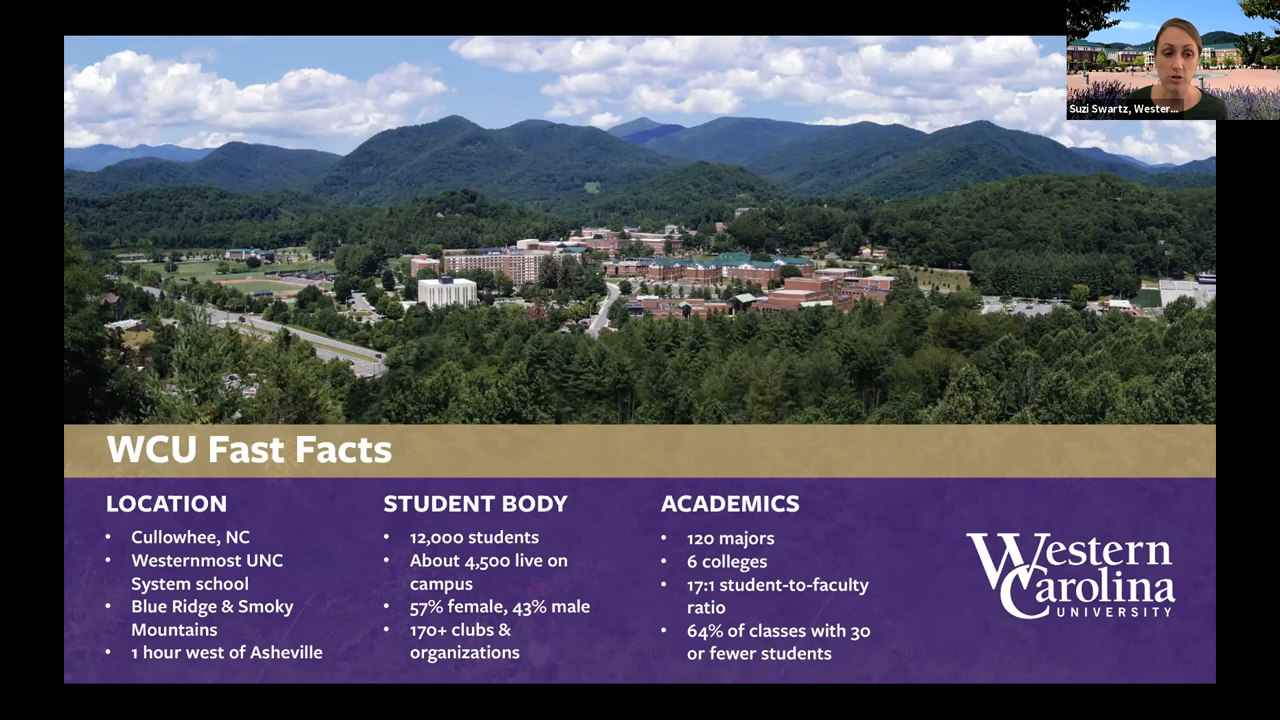 Suzi Swartz, Wester...
WCU Fast Facts
LOCATION
• Cullowhee, NC
• Westernmost UNC
System school
• Blue Ridge & Smoky
Mountains
• 1 hour west of Asheville
STUDENT BODY
• 12,000 students
• About 4,500 live on
campus
• 57% female, 43% male
• 170+ clubs &
organizations
ACADEMICS
• 120 majors
• 6 colleges
• 17:1 student-to-faculty
ratio
• 64% of classes with 30
or fewer students
Western
Carolina
UNIVERSITY